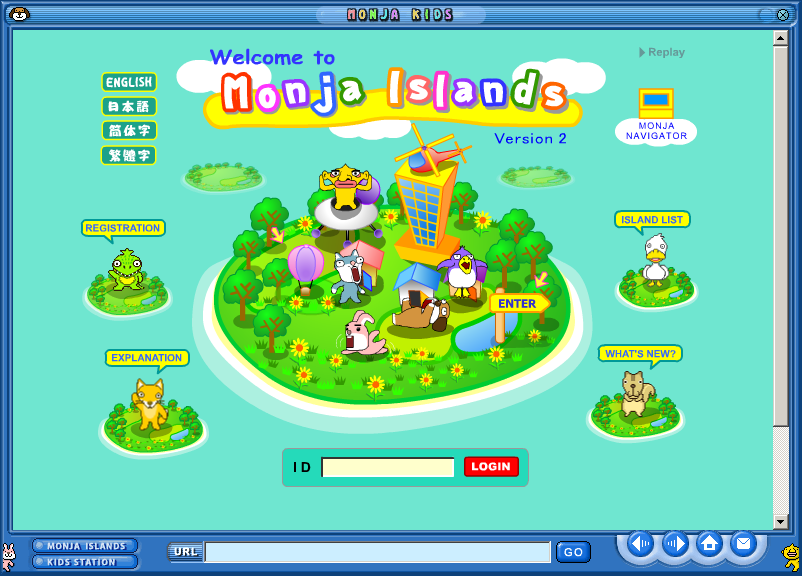 MONJA KIDS
Welcome to
Monja Islands
Version 2
Replay
MONJA
NAVIGATOR
ENGLISH
日本語
简体字
繁體字
REGISTRATION
ISLAND LIST
ENTER
EXPLANATION
WHAT'S NEW?
ID
LOGIN
MONJA ISLANDS
KIDS STATION
URL
GO